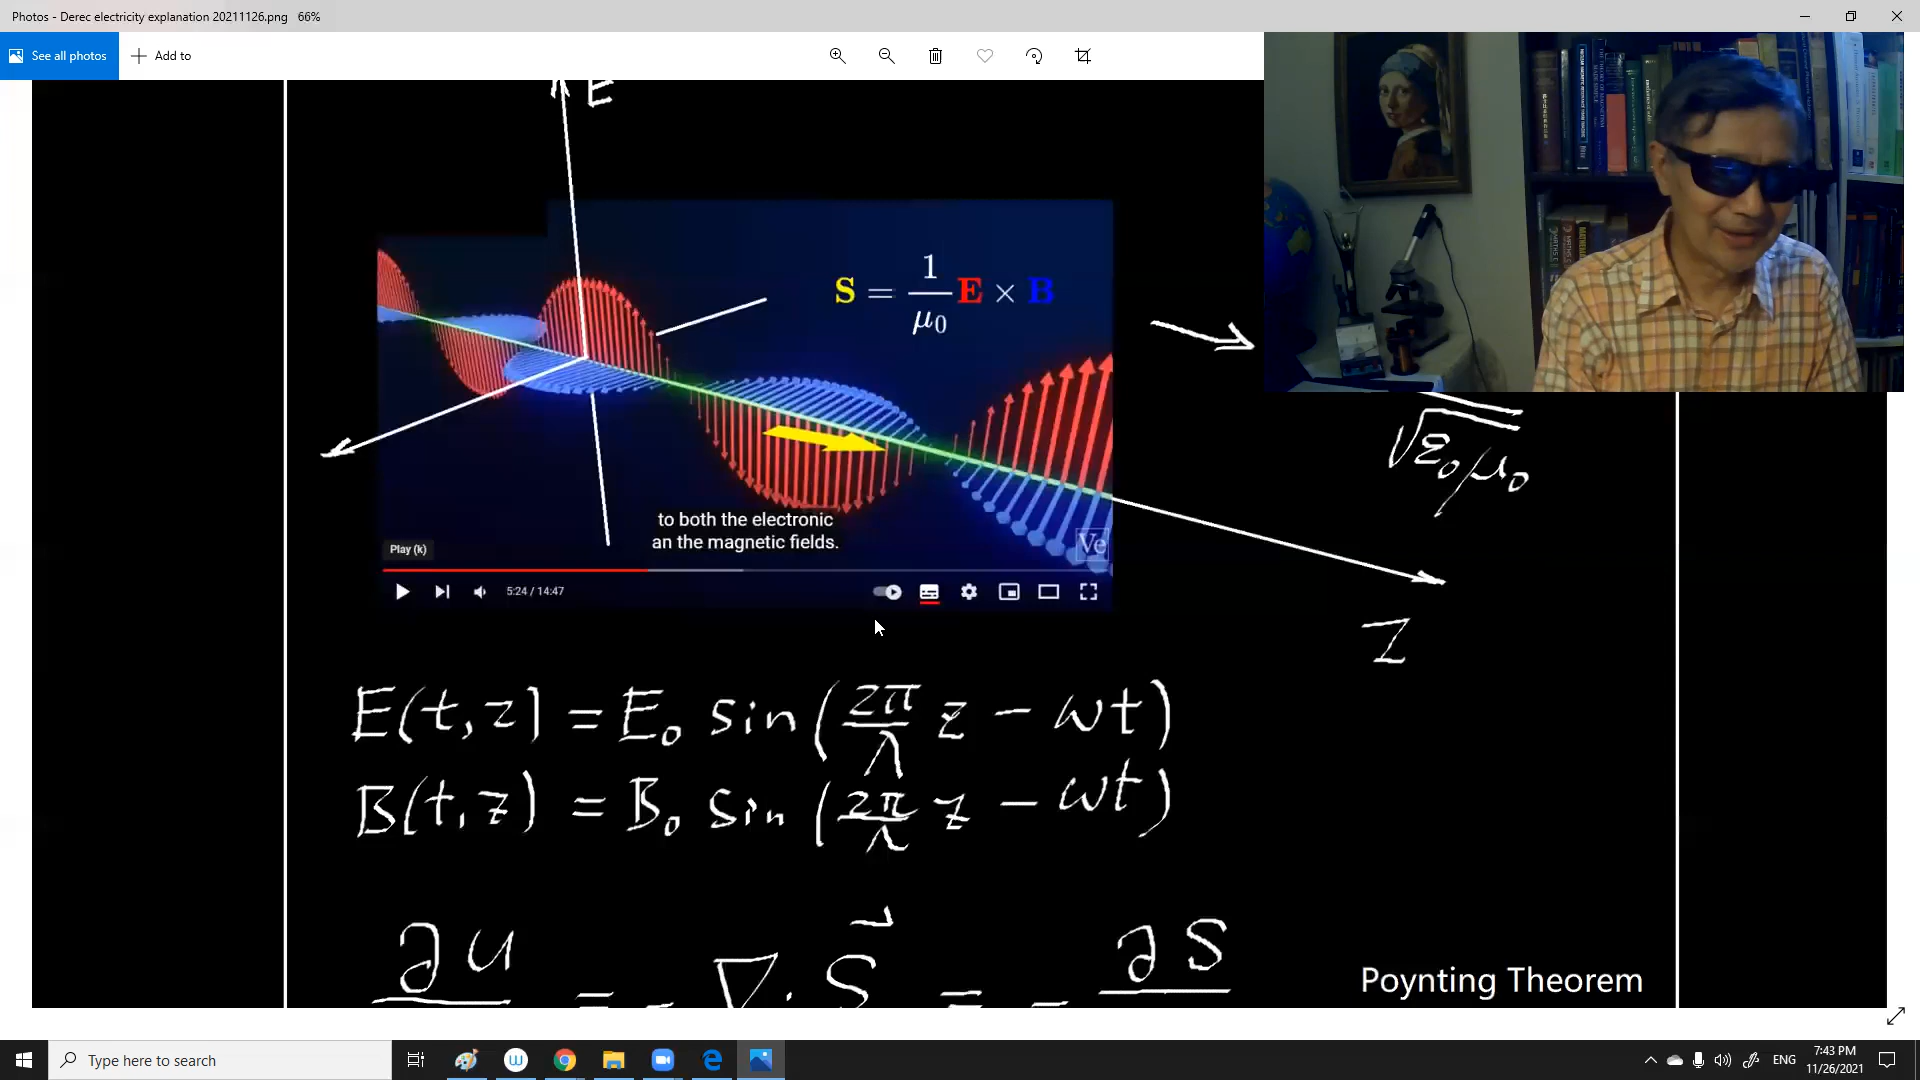 Photos - Derec electricity explanation 20211126.png 66%
See all photos
Add to
E
S = 1/μ0 E × B
√ε0μ0
to both the electronic
an the magnetic fields.
Ve
Play (k)
5:24 / 14:47
Z
E(t,z) = E0 sin(2π/λ z - ωt)
B(t,z) = B0 sin(2π/λ z - ωt)
∂U = - ∇·S⃗ = - ∂S
Poynting Theorem
Type here to search
ENG
7:43 PM
11/26/2021